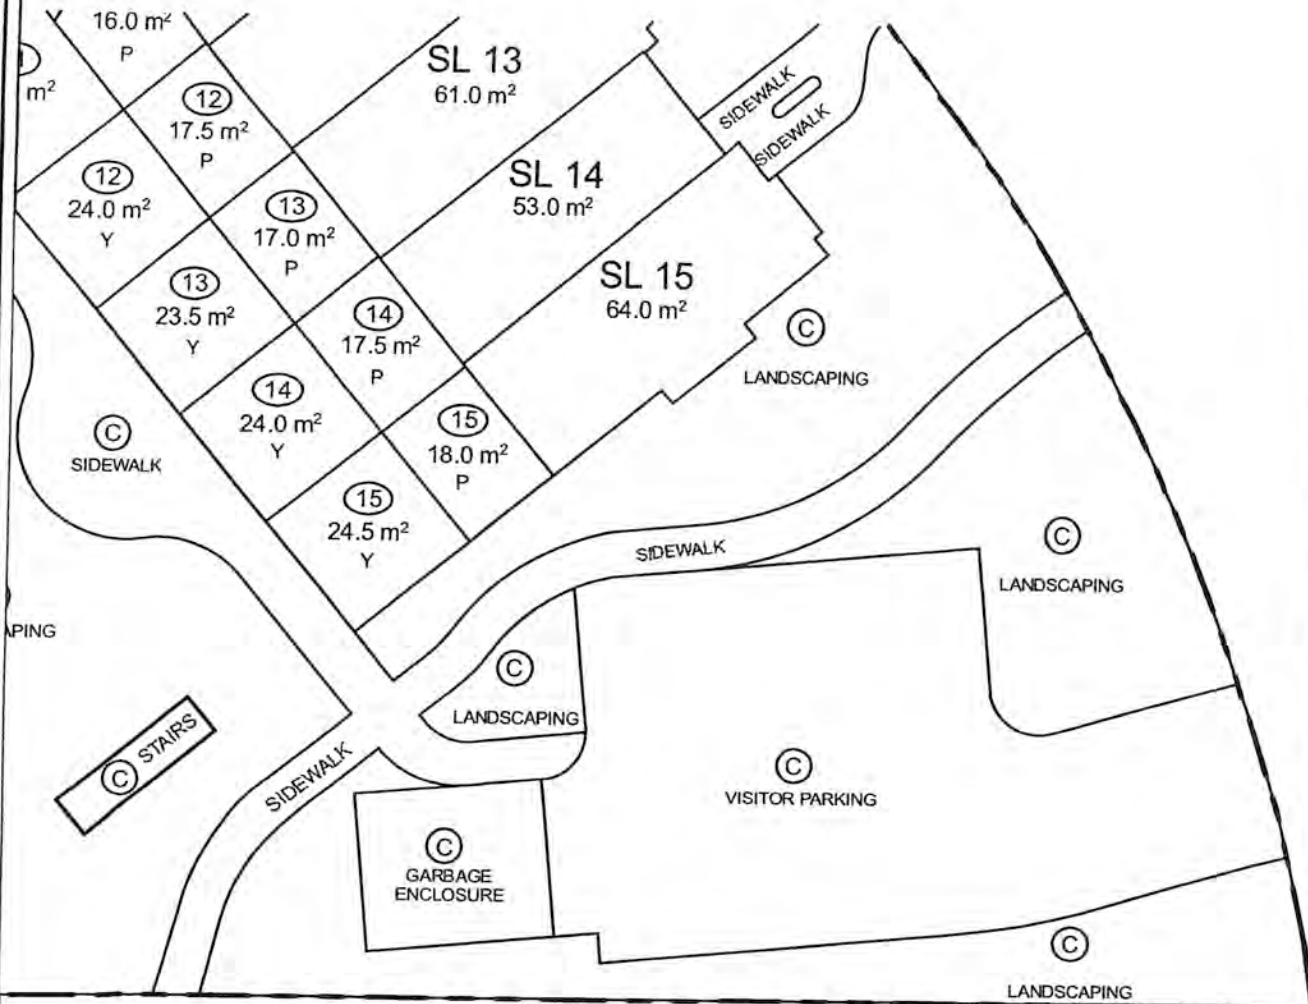 16.0 m²
P
m²
12
17.5 m²
P
SL 13
61.0 m²
SIDEWALK
SIDEWALK
12
24.0 m²
Y
13
17.0 m²
P
SL 14
53.0 m²
13
23.5 m²
Y
14
17.5 m²
P
SL 15
64.0 m²
C
LANDSCAPING
14
24.0 m²
Y
15
18.0 m²
P
C
SIDEWALK
15
24.5 m²
Y
SIDEWALK
C
LANDSCAPING
APING
C
LANDSCAPING
C STAIRS
SIDEWALK
C
VISITOR PARKING
C
GARBAGE
ENCLOSURE
C
LANDSCAPING